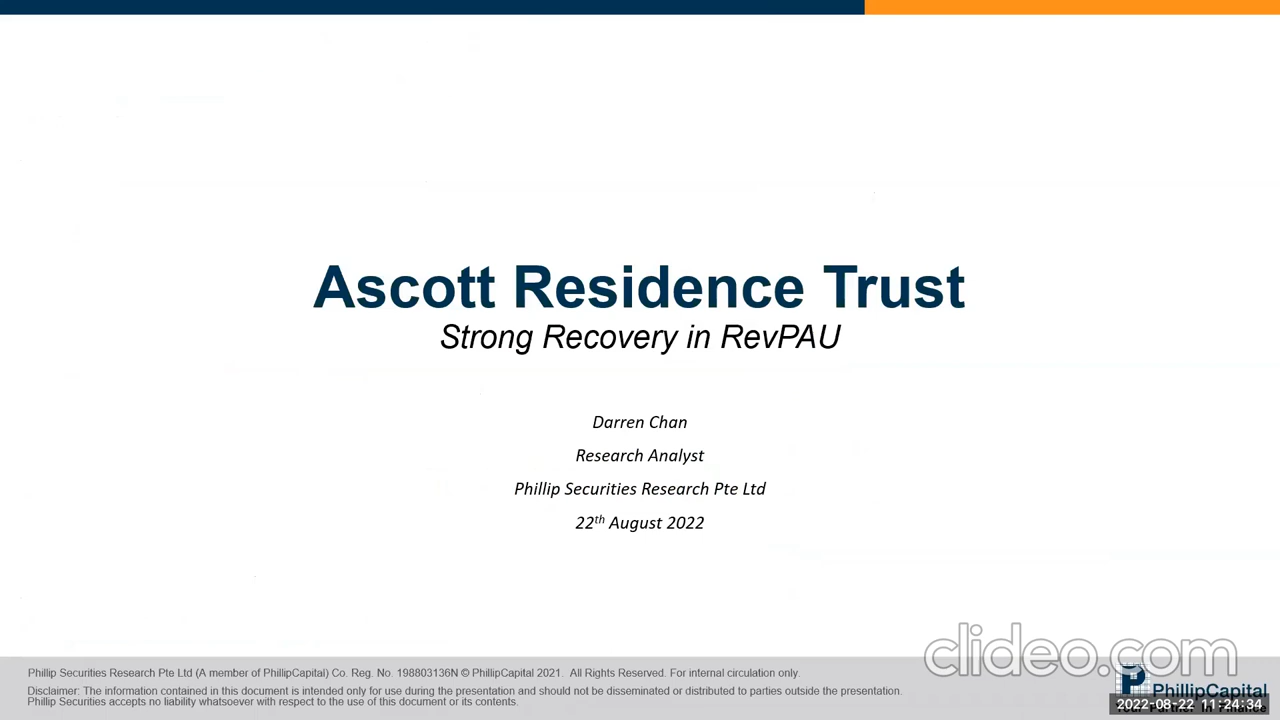 Ascott Residence Trust
Strong Recovery in RevPAU
Darren Chan
Research Analyst
Phillip Securities Research Pte Ltd
22th August 2022
clideo.com
Phillip Securities Research Pte Ltd (A member of PhillipCapital) Co. Reg. No. 198803136N © PhillipCapital 2021. All Rights Reserved. For internal circulation only.
Disclaimer: The information contained in this document is intended only for use during the presentation and should not be disseminated or distributed to parties outside the presentation.
Phillip Securities accepts no liability whatsoever with respect to the use of this document or its contents.
PhillipCapital
Your Partner In Finance
2022-08-22 11:24:34